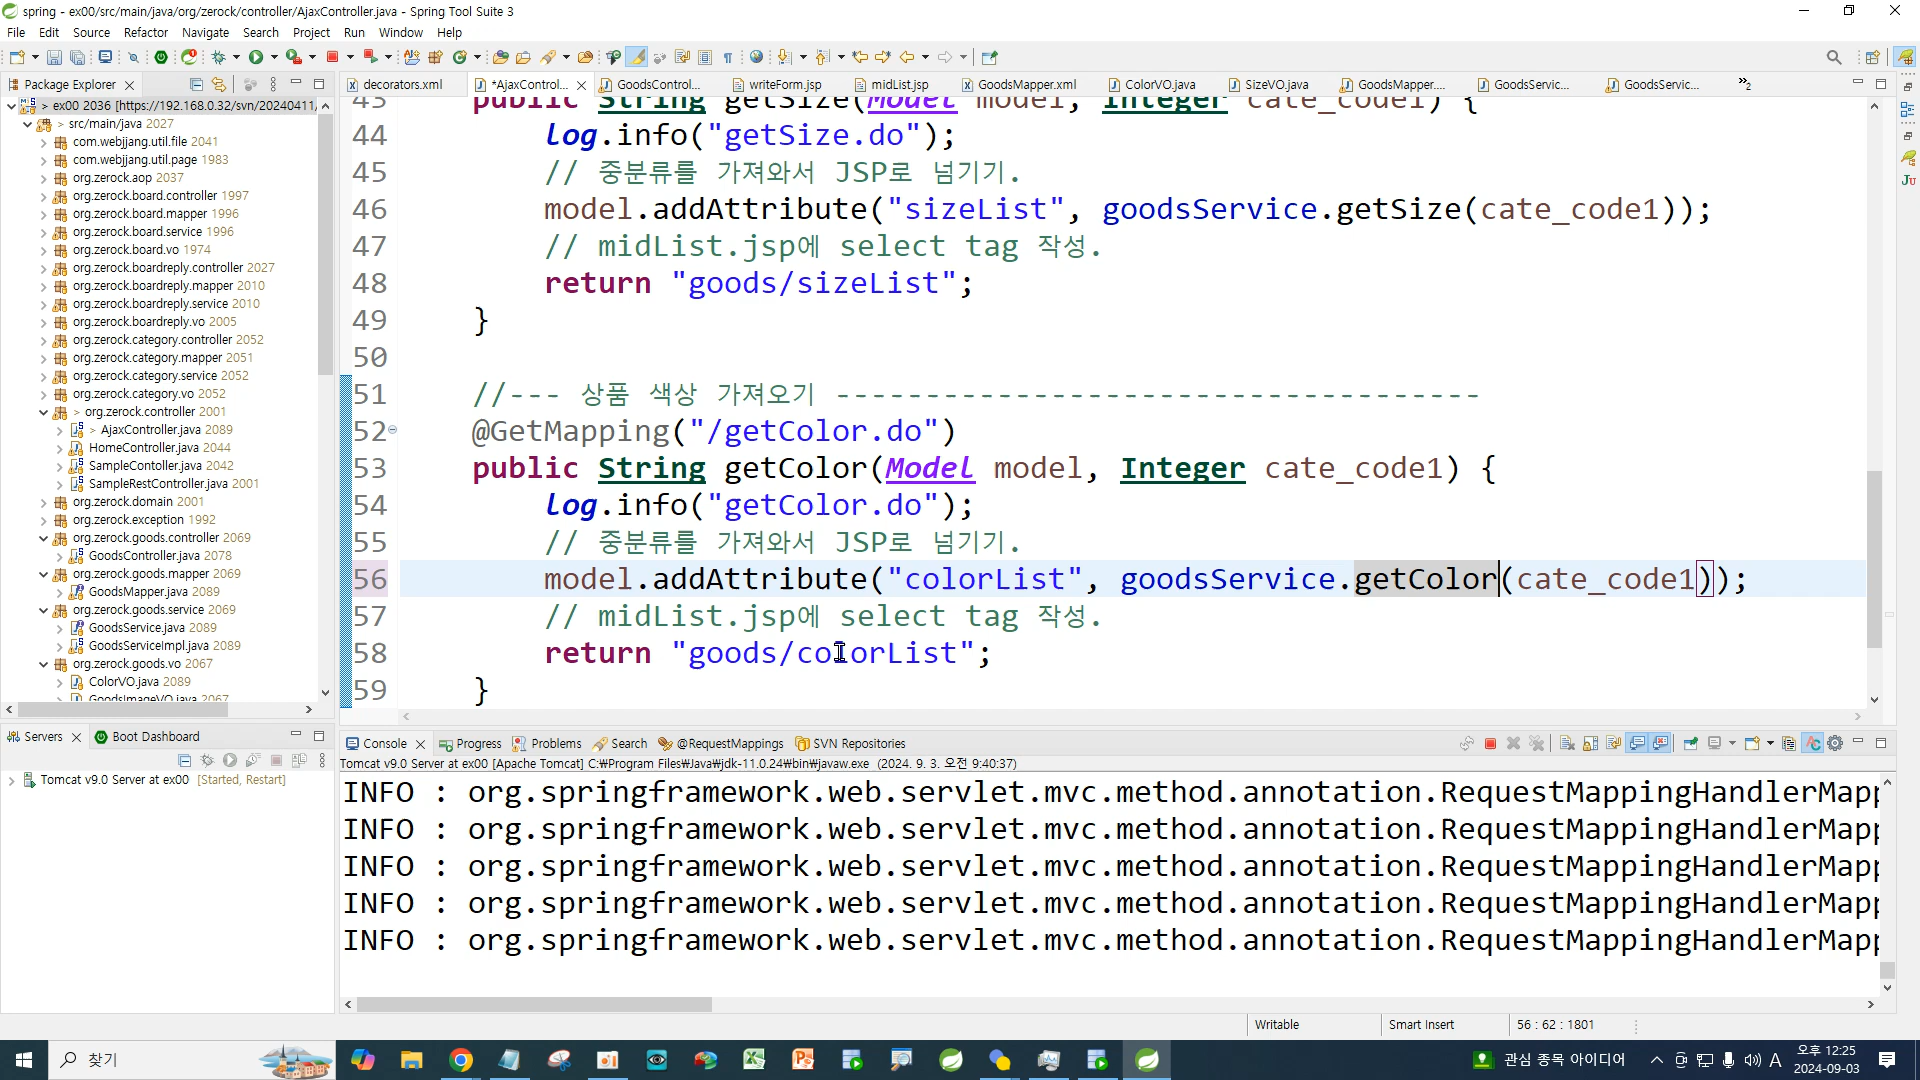 spring - ex00/src/main/java/org/zerock/controller/AjaxController.java - Spring Tool Suite 3
File Edit Source Refactor Navigate Search Project Run Window Help
Package Explorer
> ex00 2036 [https://192.168.0.32/svn/20240411,
> src/main/java 2027
com.webjjang.util.file 2041
com.webjjang.util.page 1983
org.zerock.aop 2037
org.zerock.board.controller 1997
org.zerock.board.mapper 1996
org.zerock.board.service 1996
org.zerock.board.vo 1974
org.zerock.boardreply.controller 2027
org.zerock.boardreply.mapper 2010
org.zerock.boardreply.service 2010
org.zerock.boardreply.vo 2005
org.zerock.category.controller 2052
org.zerock.category.mapper 2051
org.zerock.category.service 2052
org.zerock.category.vo 2052
> org.zerock.controller 2001
> AjaxController.java 2089
HomeController.java 2044
SampleContoller.java 2042
SampleRestController.java 2001
org.zerock.domain 2001
org.zerock.exception 1992
org.zerock.goods.controller 2069
GoodsController.java 2078
org.zerock.goods.mapper 2069
GoodsMapper.java 2089
org.zerock.goods.service 2069
GoodsService.java 2089
GoodsServiceImpl.java 2089
org.zerock.goods.vo 2067
ColorVO.java 2089
GoodsImageVO.java 2067
decorators.xml *AjaxControl... GoodsControl... writeForm.jsp midList.jsp GoodsMapper.xml ColorVO.java SizeVO.java GoodsMapper.... GoodsServic... GoodsServic... »2
43 public String getSize(Model model, Integer cate_code1) {
44 log.info("getSize.do");
45 // 중분류를 가져와서 JSP로 넘기기.
46 model.addAttribute("sizeList", goodsService.getSize(cate_code1));
47 // midList.jsp에 select tag 작성.
48 return "goods/sizeList";
49 }
50
51 //--- 상품 색상 가져오기 ------------------------------------
52 @GetMapping("/getColor.do")
53 public String getColor(Model model, Integer cate_code1) {
54 log.info("getColor.do");
55 // 중분류를 가져와서 JSP로 넘기기.
56 model.addAttribute("colorList", goodsService.getColor(cate_code1));
57 // midList.jsp에 select tag 작성.
58 return "goods/colorList";
59 }
Servers Boot Dashboard
Tomcat v9.0 Server at ex00 [Started, Restart]
Console Progress Problems Search @RequestMappings SVN Repositories
Tomcat v9.0 Server at ex00 [Apache Tomcat] C:₩Program Files₩Java₩jdk-11.0.24₩bin₩javaw.exe (2024. 9. 3. 오전 9:40:37)
INFO : org.springframework.web.servlet.mvc.method.annotation.RequestMappingHandlerMapp
INFO : org.springframework.web.servlet.mvc.method.annotation.RequestMappingHandlerMapp
INFO : org.springframework.web.servlet.mvc.method.annotation.RequestMappingHandlerMapp
INFO : org.springframework.web.servlet.mvc.method.annotation.RequestMappingHandlerMapp
INFO : org.springframework.web.servlet.mvc.method.annotation.RequestMappingHandlerMapp
Writable Smart Insert 56 : 62 : 1801
찾기
관심 종목 아이디어
A
오후 12:25
2024-09-03